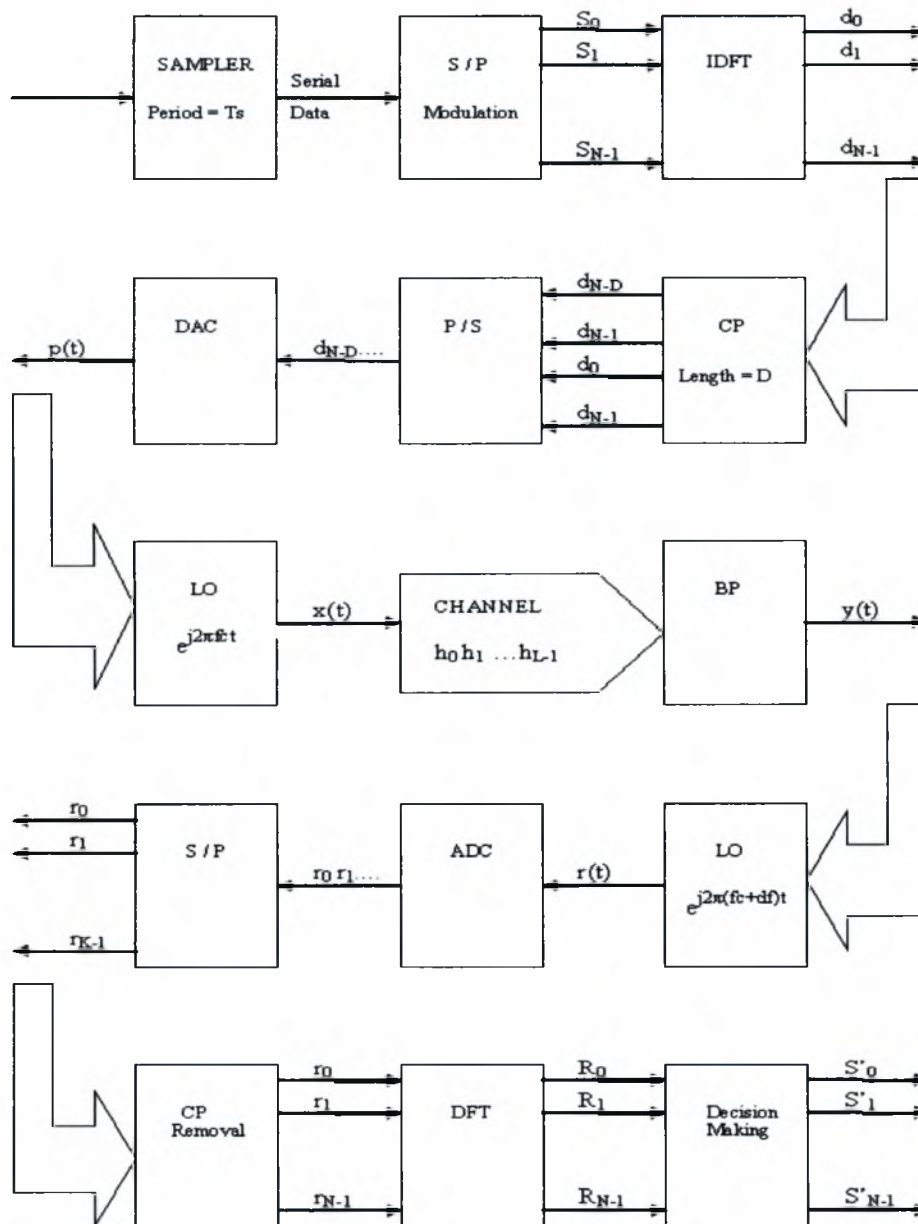 S0
d0
SAMPLER
S / P
S1
IDFT
d1
Serial
Period = Ts
Data
Modulation
SN-1
dN-1
dN-D
DAC
P / S
CP
p(t)
dN-D....
dN-1
d0
Length = D
dN-1
LO
CHANNEL
BP
x(t)
y(t)
e^j2πfct
h0 h1 ...hL-1
r0
r1
S / P
ADC
LO
r0 r1....
r(t)
e^j2π(fc+df)t
rK-1
r0
R0
S'0
CP
Removal
r1
DFT
R1
Decision
Making
S'1
rN-1
RN-1
S'N-1